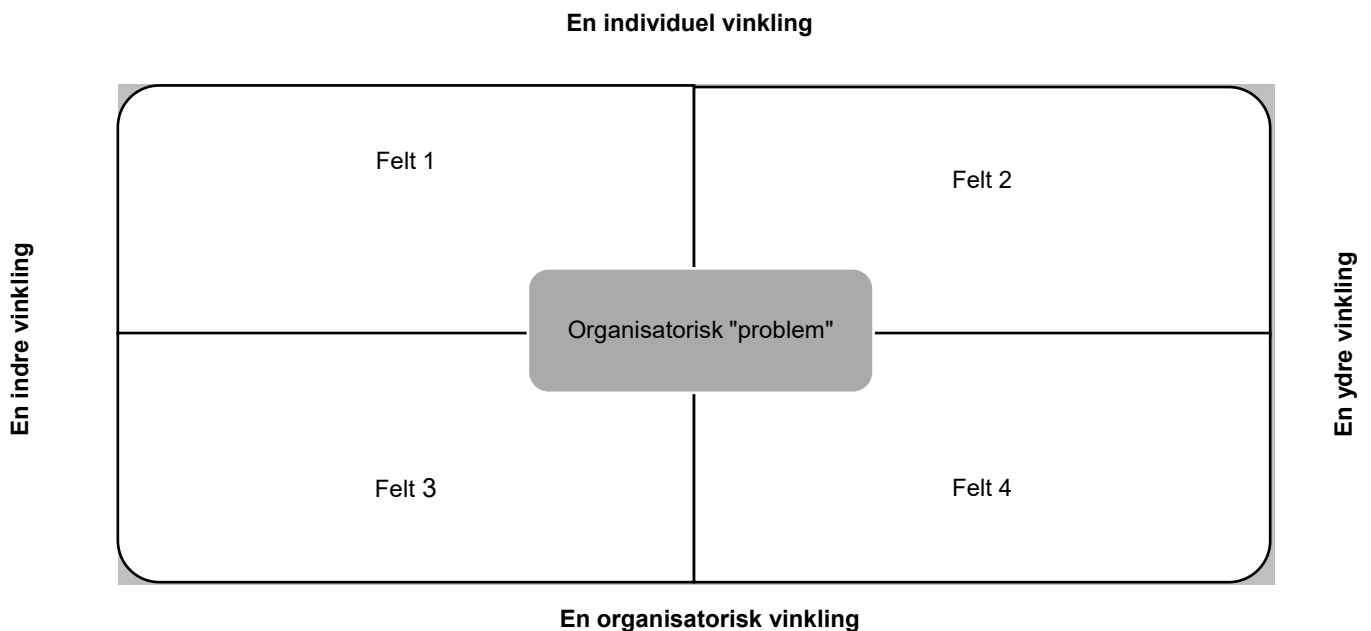 En individuel vinkling
Felt 1
Felt 2
En indre vinkling
Organisatorisk "problem"
En ydre vinkling
Felt 3
Felt 4
En organisatorisk vinkling